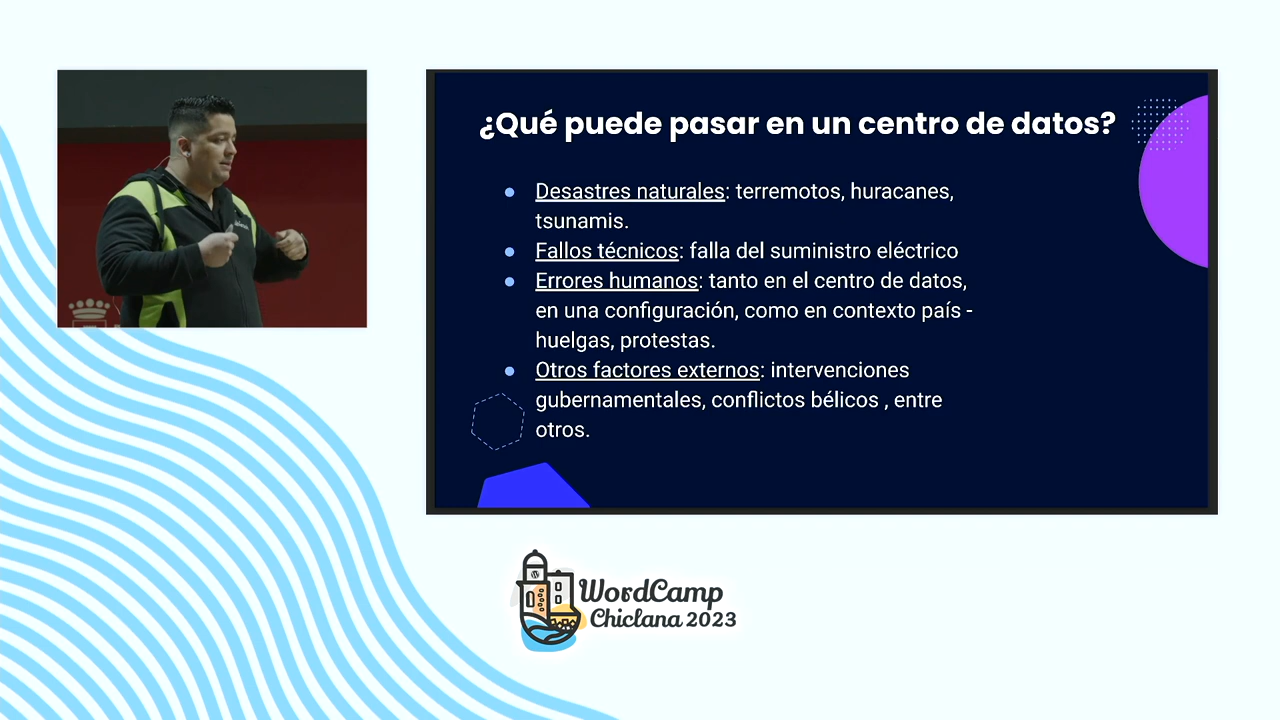 ¿Qué puede pasar en un centro de datos?
● Desastres naturales: terremotos, huracanes,
tsunamis.
● Fallos técnicos: falla del suministro eléctrico
● Errores humanos: tanto en el centro de datos,
en una configuración, como en contexto país -
huelgas, protestas.
● Otros factores externos: intervenciones
gubernamentales, conflictos bélicos , entre
otros.
WordCamp
Chiclana 2023